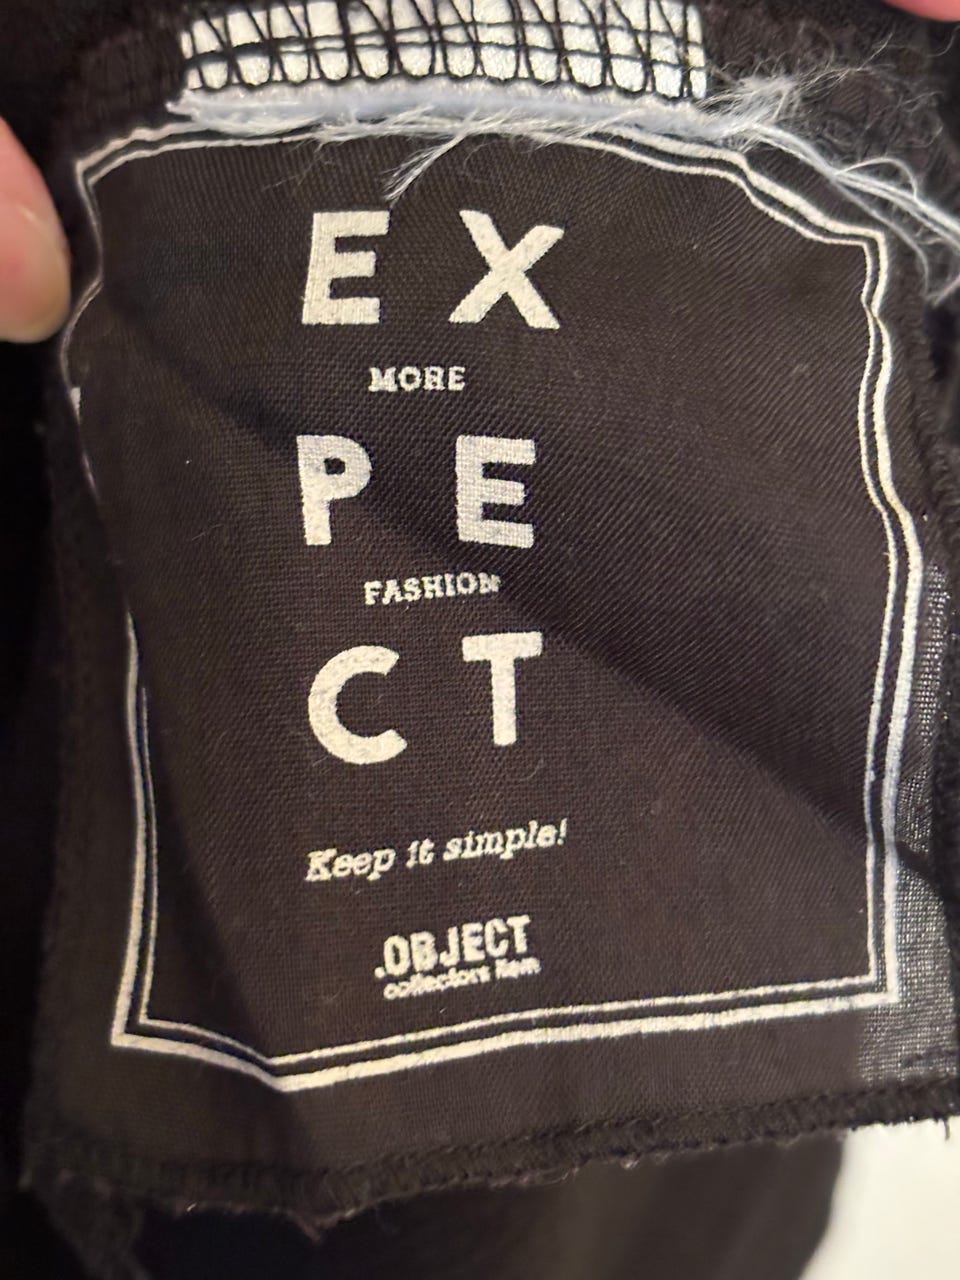 EX
MORE
PE
FASHION
CT
Keep it simple!
.OBJECT
collectors item